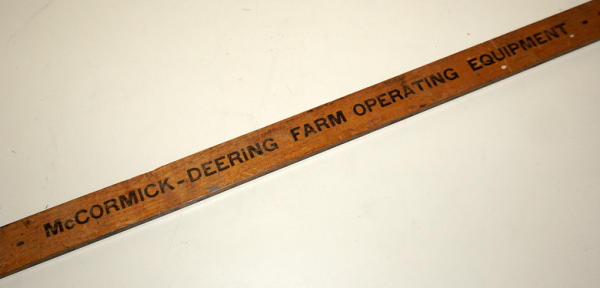 - McCORMICK-DEERING FARM OPERATING EQUIPMENT -